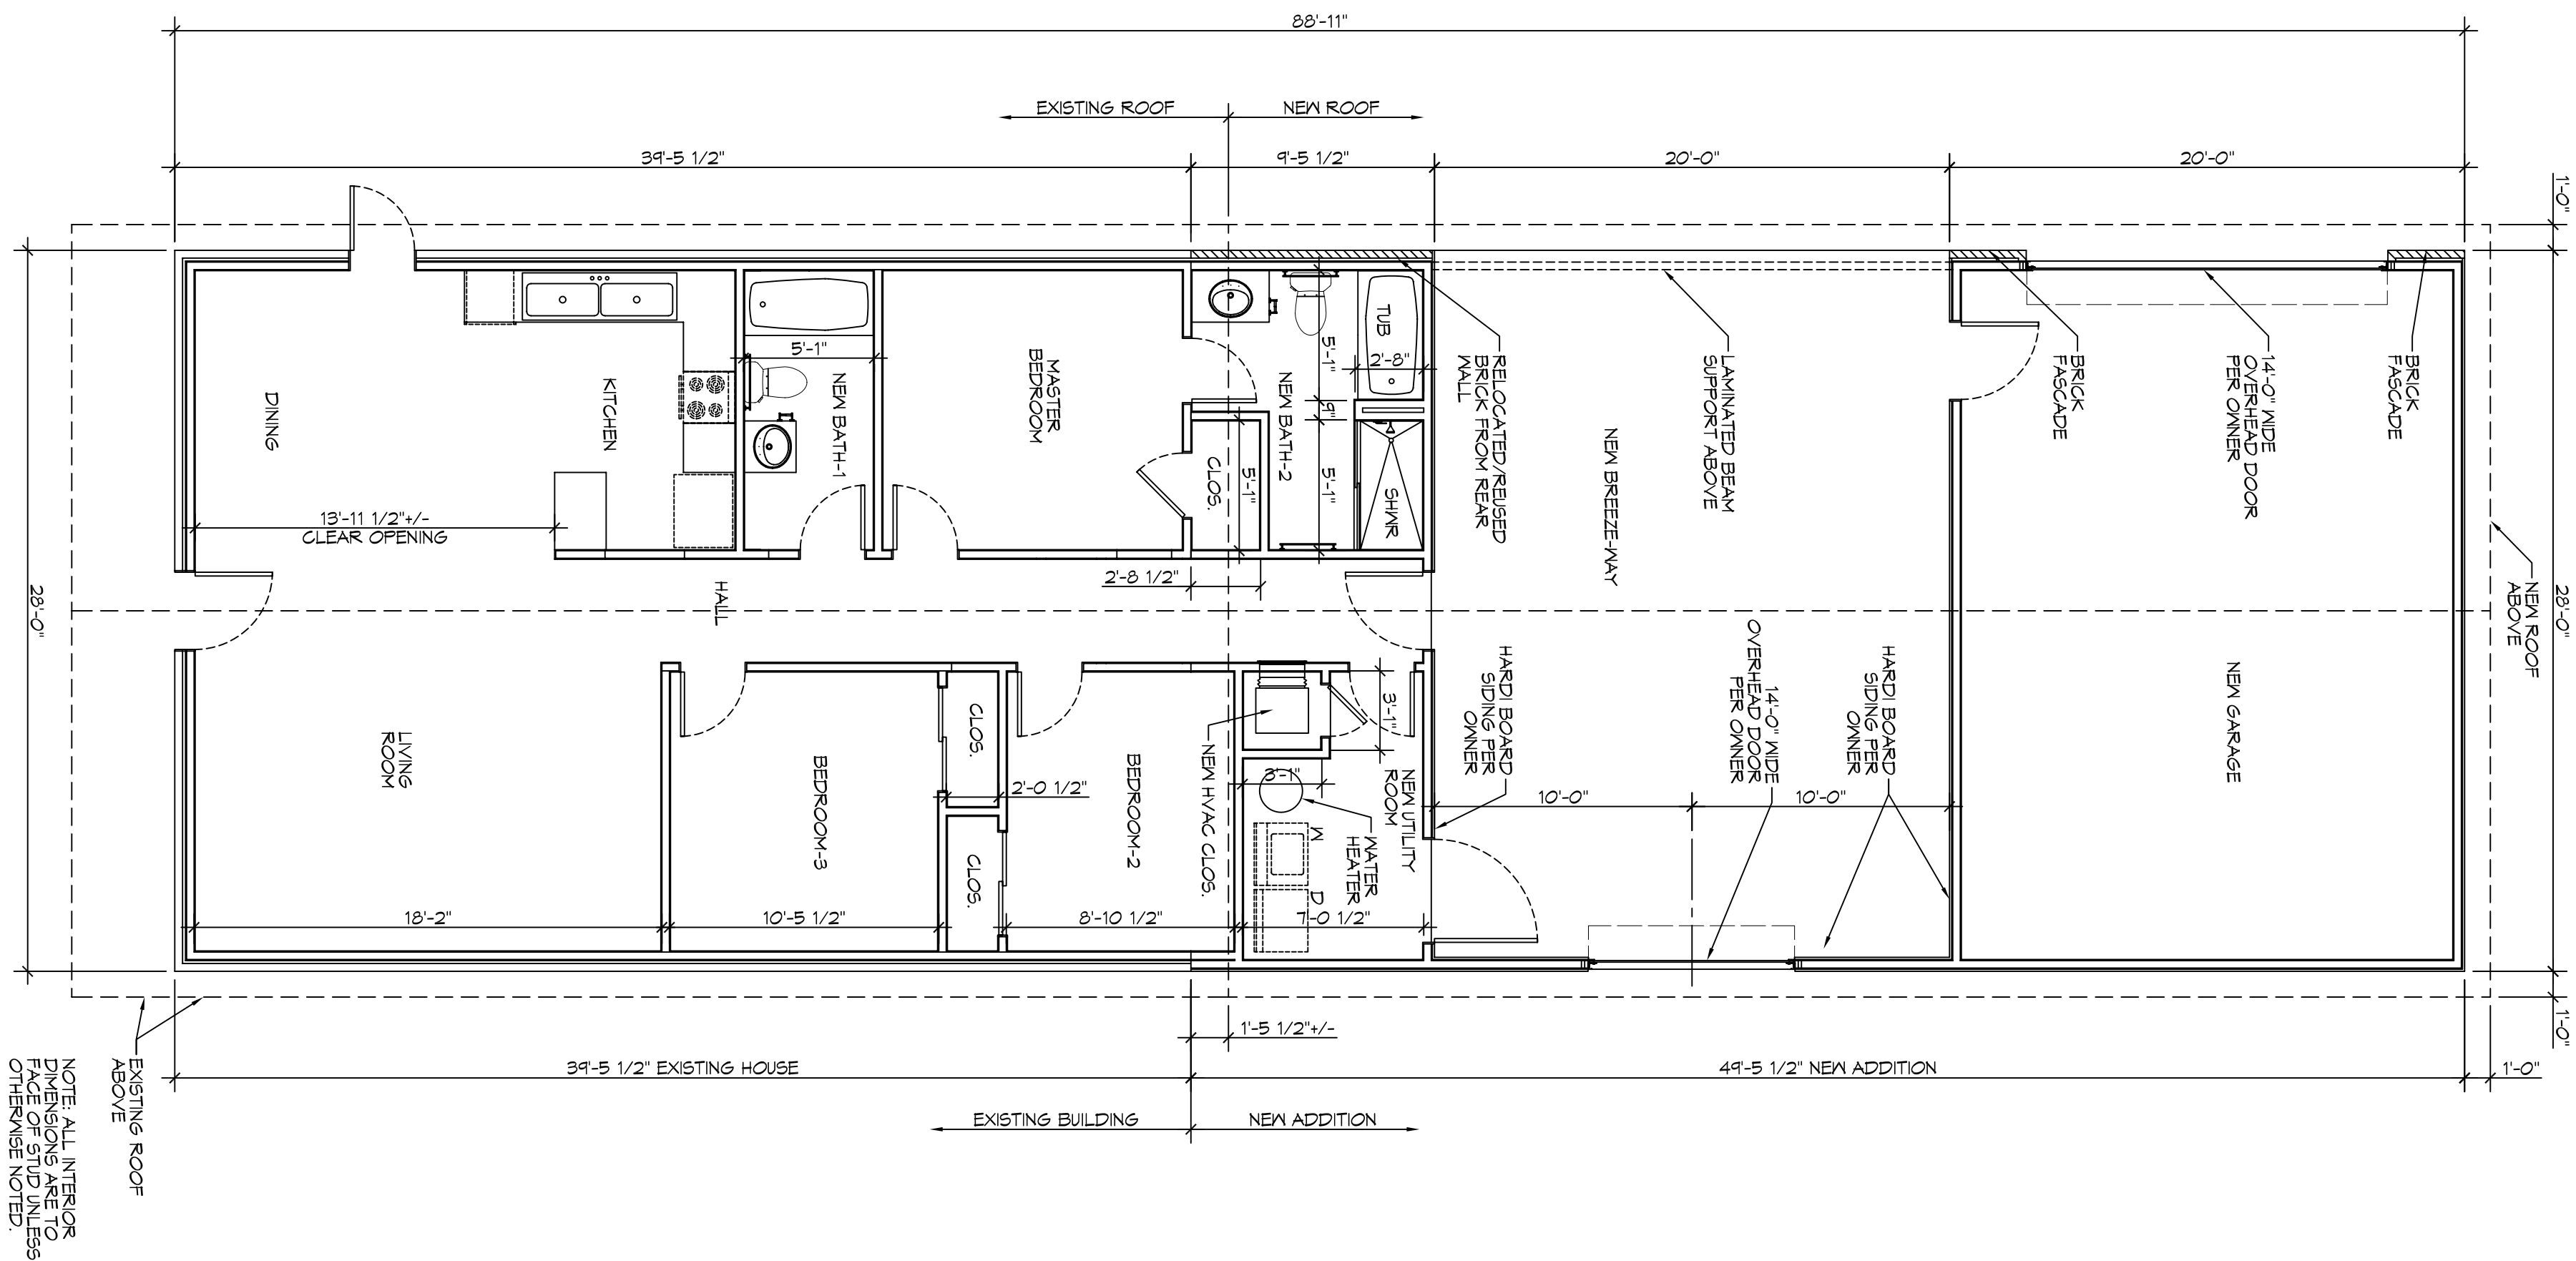 88'-11"
EXISTING ROOF
NEW ROOF
39'-5 1/2"
9'-5 1/2"
20'-0"
20'-0"
1'-0"
28'-0"
DINING
KITCHEN
5'-1"
NEW BATH-1
MASTER
BEDROOM
NEW BATH-2
TUB
2'-8"
5'-1"
9"
5'-1"
5'-1"
CLOS.
SHWR
RELOCATED/REUSED
BRICK FROM REAR
WALL
NEW BREEZE-WAY
LAMINATED BEAM
SUPPORT ABOVE
BRICK
FASCADE
14'-0" WIDE
OVERHEAD DOOR
PER OWNER
BRICK
FASCADE
NEW ROOF
ABOVE
28'-0"
13'-11 1/2"+/-
CLEAR OPENING
HALL
2'-8 1/2"
LIVING
ROOM
BEDROOM-3
CLOS.
2'-0 1/2"
CLOS.
BEDROOM-2
NEW HVAC CLOS.
3'-1"
3'-1"
NEW UTILITY
ROOM
WATER
HEATER
W
D
HARDI BOARD
SIDING PER
OWNER
14'-0" WIDE
OVERHEAD DOOR
PER OWNER
HARDI BOARD
SIDING PER
OWNER
NEW GARAGE
10'-0"
10'-0"
18'-2"
10'-5 1/2"
8'-10 1/2"
7'-0 1/2"
1'-5 1/2"+/-
1'-0"
39'-5 1/2" EXISTING HOUSE
49'-5 1/2" NEW ADDITION
1'-0"
EXISTING BUILDING
NEW ADDITION
EXISTING ROOF
ABOVE
NOTE: ALL INTERIOR
DIMENSIONS ARE TO
FACE OF STUD UNLESS
OTHERWISE NOTED.